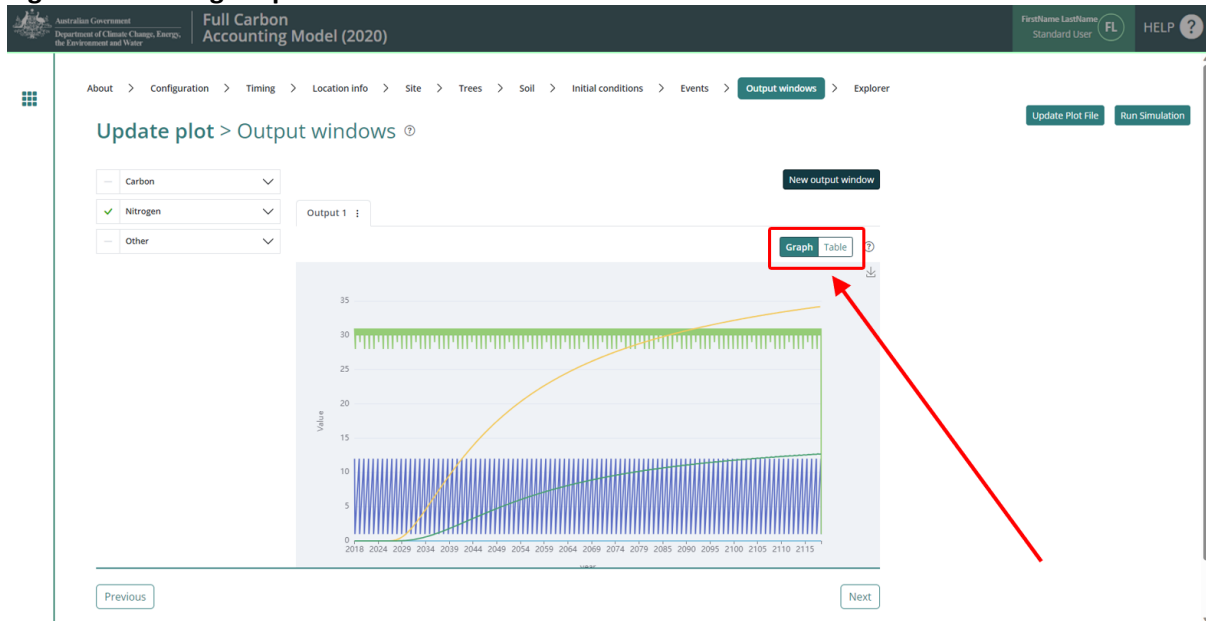 Australian Government
Department of Climate Change, Energy,
the Environment and Water
Full Carbon
Accounting Model (2020)
FirstName LastName
Standard User
FL
HELP ?
About > Configuration > Timing > Location info > Site > Trees > Soil > Initial conditions > Events > Output windows > Explorer
Update Plot File
Run Simulation
Update plot > Output windows ?
Carbon
New output window
Nitrogen
Output 1
Other
Graph Table ?
35
30
25
20
15
10
5
0
Value
2018 2024 2029 2034 2039 2044 2049 2054 2059 2064 2069 2074 2079 2085 2090 2095 2100 2105 2110 2115
Previous
Next